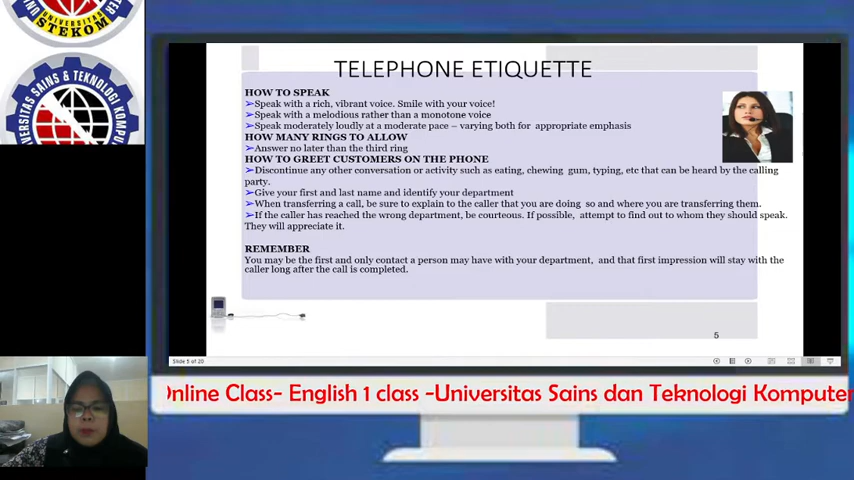 UNIVERSITAS
STEKOM
UNIVERSITAS SAINS & TEKNOLOGI KOMPUTER
TELEPHONE ETIQUETTE
HOW TO SPEAK
➢Speak with a rich, vibrant voice. Smile with your voice!
➢Speak with a melodious rather than a monotone voice
➢Speak moderately loudly at a moderate pace – varying both for appropriate emphasis
HOW MANY RINGS TO ALLOW
➢Answer no later than the third ring
HOW TO GREET CUSTOMERS ON THE PHONE
➢Discontinue any other conversation or activity such as eating, chewing gum, typing, etc that can be heard by the calling
party.
➢Give your first and last name and identify your department
➢When transferring a call, be sure to explain to the caller that you are doing so and where you are transferring them.
➢If the caller has reached the wrong department, be courteous. If possible, attempt to find out to whom they should speak.
They will appreciate it.
REMEMBER
You may be the first and only contact a person may have with your department, and that first impression will stay with the
caller long after the call is completed.
5
Slide 5 of 20
Online Class- English 1 class -Universitas Sains dan Teknologi Komputer